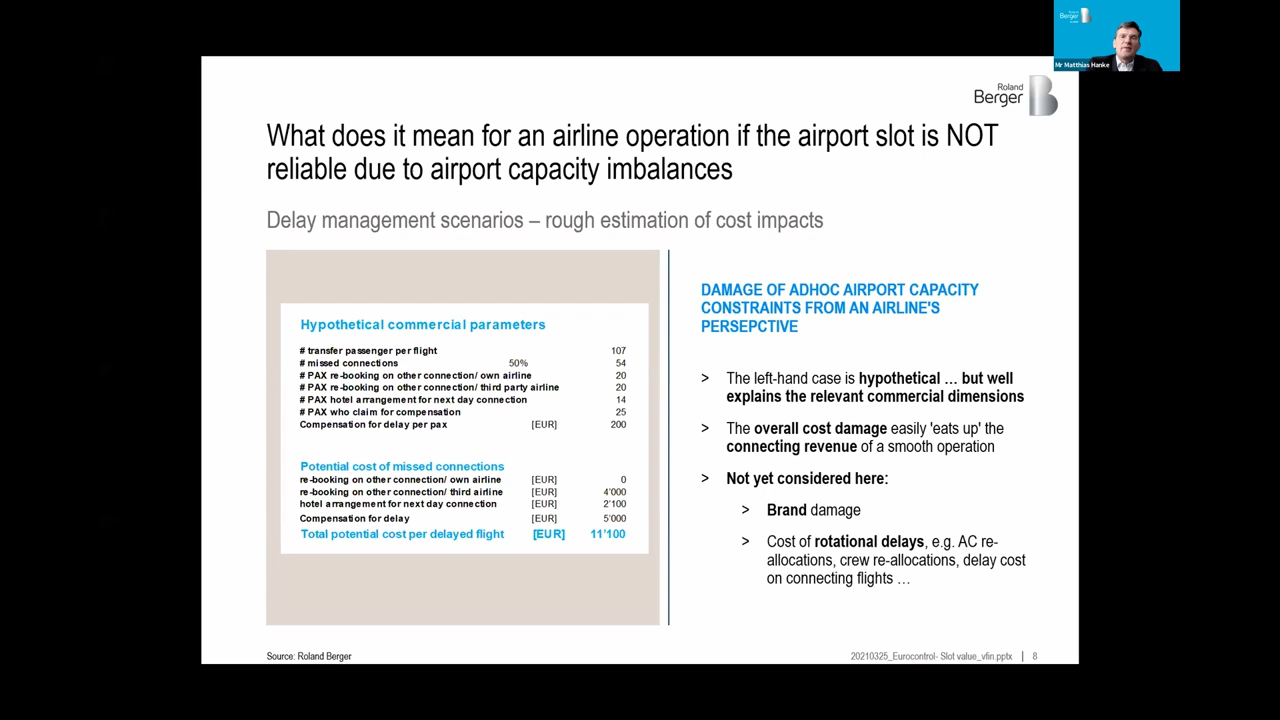 Roland
Berger
Mr Matthias Hanke
Roland
Berger
What does it mean for an airline operation if the airport slot is NOT
reliable due to airport capacity imbalances
Delay management scenarios – rough estimation of cost impacts
Hypothetical commercial parameters
# transfer passenger per flight 107
# missed connections 50% 54
# PAX re-booking on other connection/ own airline 20
# PAX re-booking on other connection/ third party airline 20
# PAX hotel arrangement for next day connection 14
# PAX who claim for compensation 25
Compensation for delay per pax [EUR] 200
Potential cost of missed connections
re-booking on other connection/ own airline [EUR] 0
re-booking on other connection/ third airline [EUR] 4'000
hotel arrangement for next day connection [EUR] 2'100
Compensation for delay [EUR] 5'000
Total potential cost per delayed flight [EUR] 11'100
DAMAGE OF ADHOC AIRPORT CAPACITY
CONSTRAINTS FROM AN AIRLINE'S
PERSEPCTIVE
> The left-hand case is hypothetical ... but well
explains the relevant commercial dimensions
> The overall cost damage easily 'eats up' the
connecting revenue of a smooth operation
> Not yet considered here:
> Brand damage
> Cost of rotational delays, e.g. AC re-
allocations, crew re-allocations, delay cost
on connecting flights ...
Source: Roland Berger
20210325_Eurocontrol- Slot value_vfin.pptx | 8